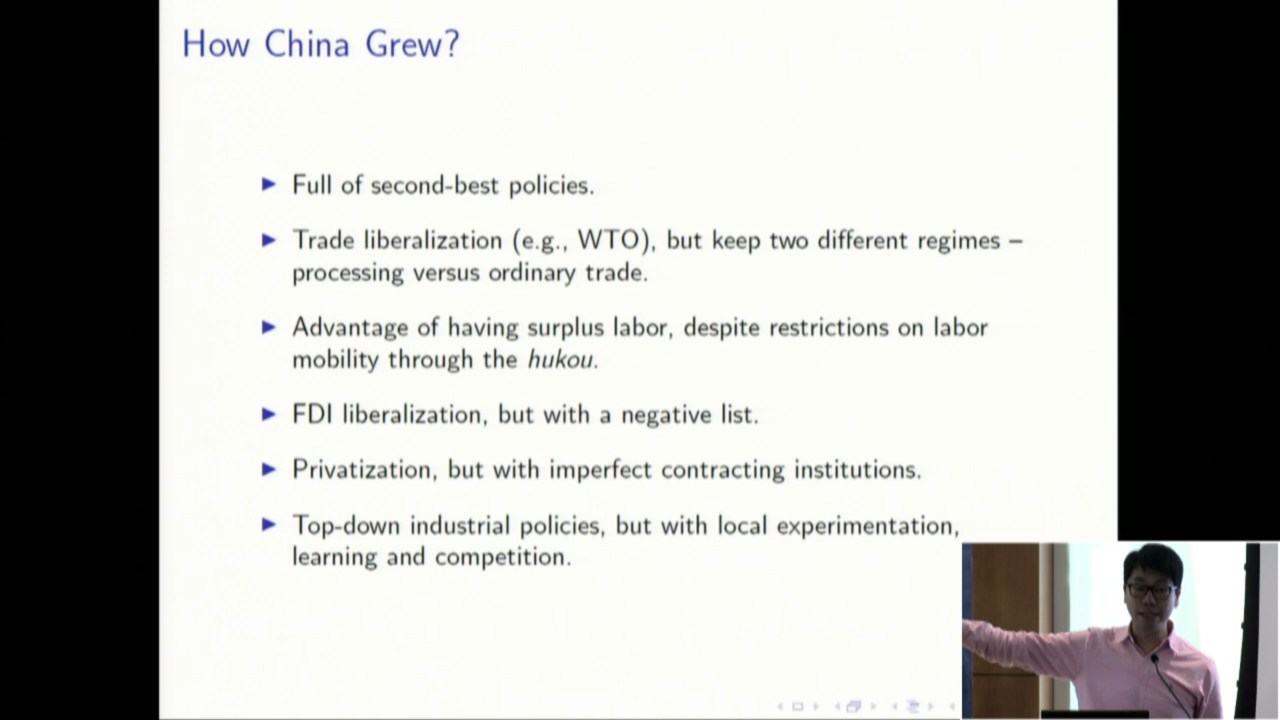 How China Grew?
Full of second-best policies.
Trade liberalization (e.g., WTO), but keep two different regimes –
processing versus ordinary trade.
Advantage of having surplus labor, despite restrictions on labor
mobility through the hukou.
FDI liberalization, but with a negative list.
Privatization, but with imperfect contracting institutions.
Top-down industrial policies, but with local experimentation,
learning and competition.